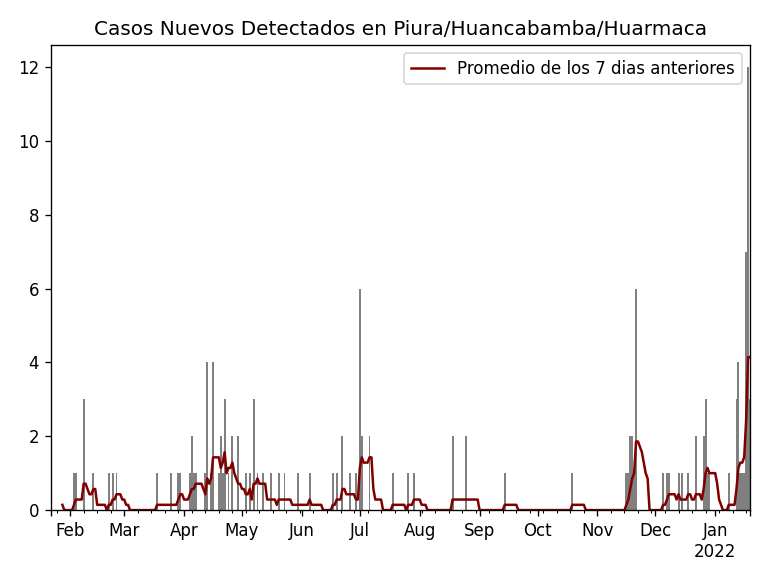 Casos Nuevos Detectados en Piura/Huancabamba/Huarmaca
Promedio de los 7 dias anteriores
12
10
8
6
4
2
0
Feb Mar Apr May Jun Jul Aug Sep Oct Nov Dec Jan
2022